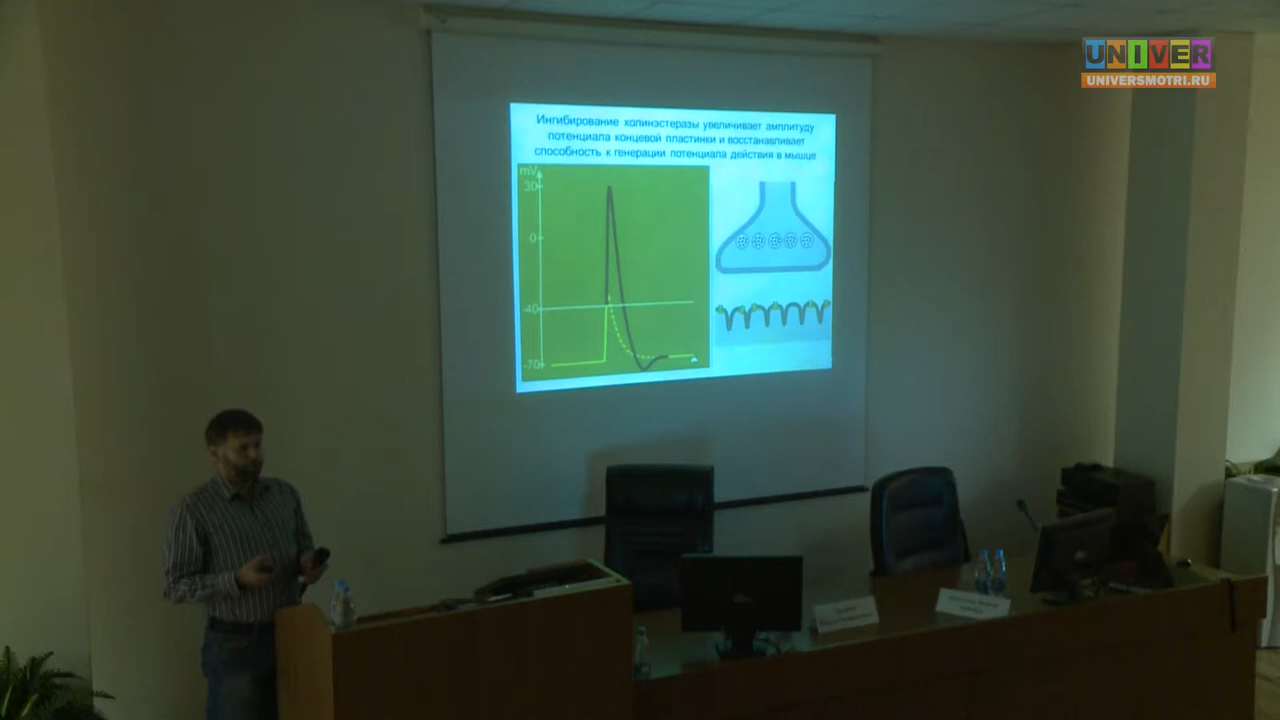 UNIVER
UNIVERSMOTRI.RU
Ингибирование холинэстеразы увеличивает амплитуду
потенциала концевой пластинки и восстанавливает
способность к генерации потенциала действия в мышце
mV
30
0
-40
-70